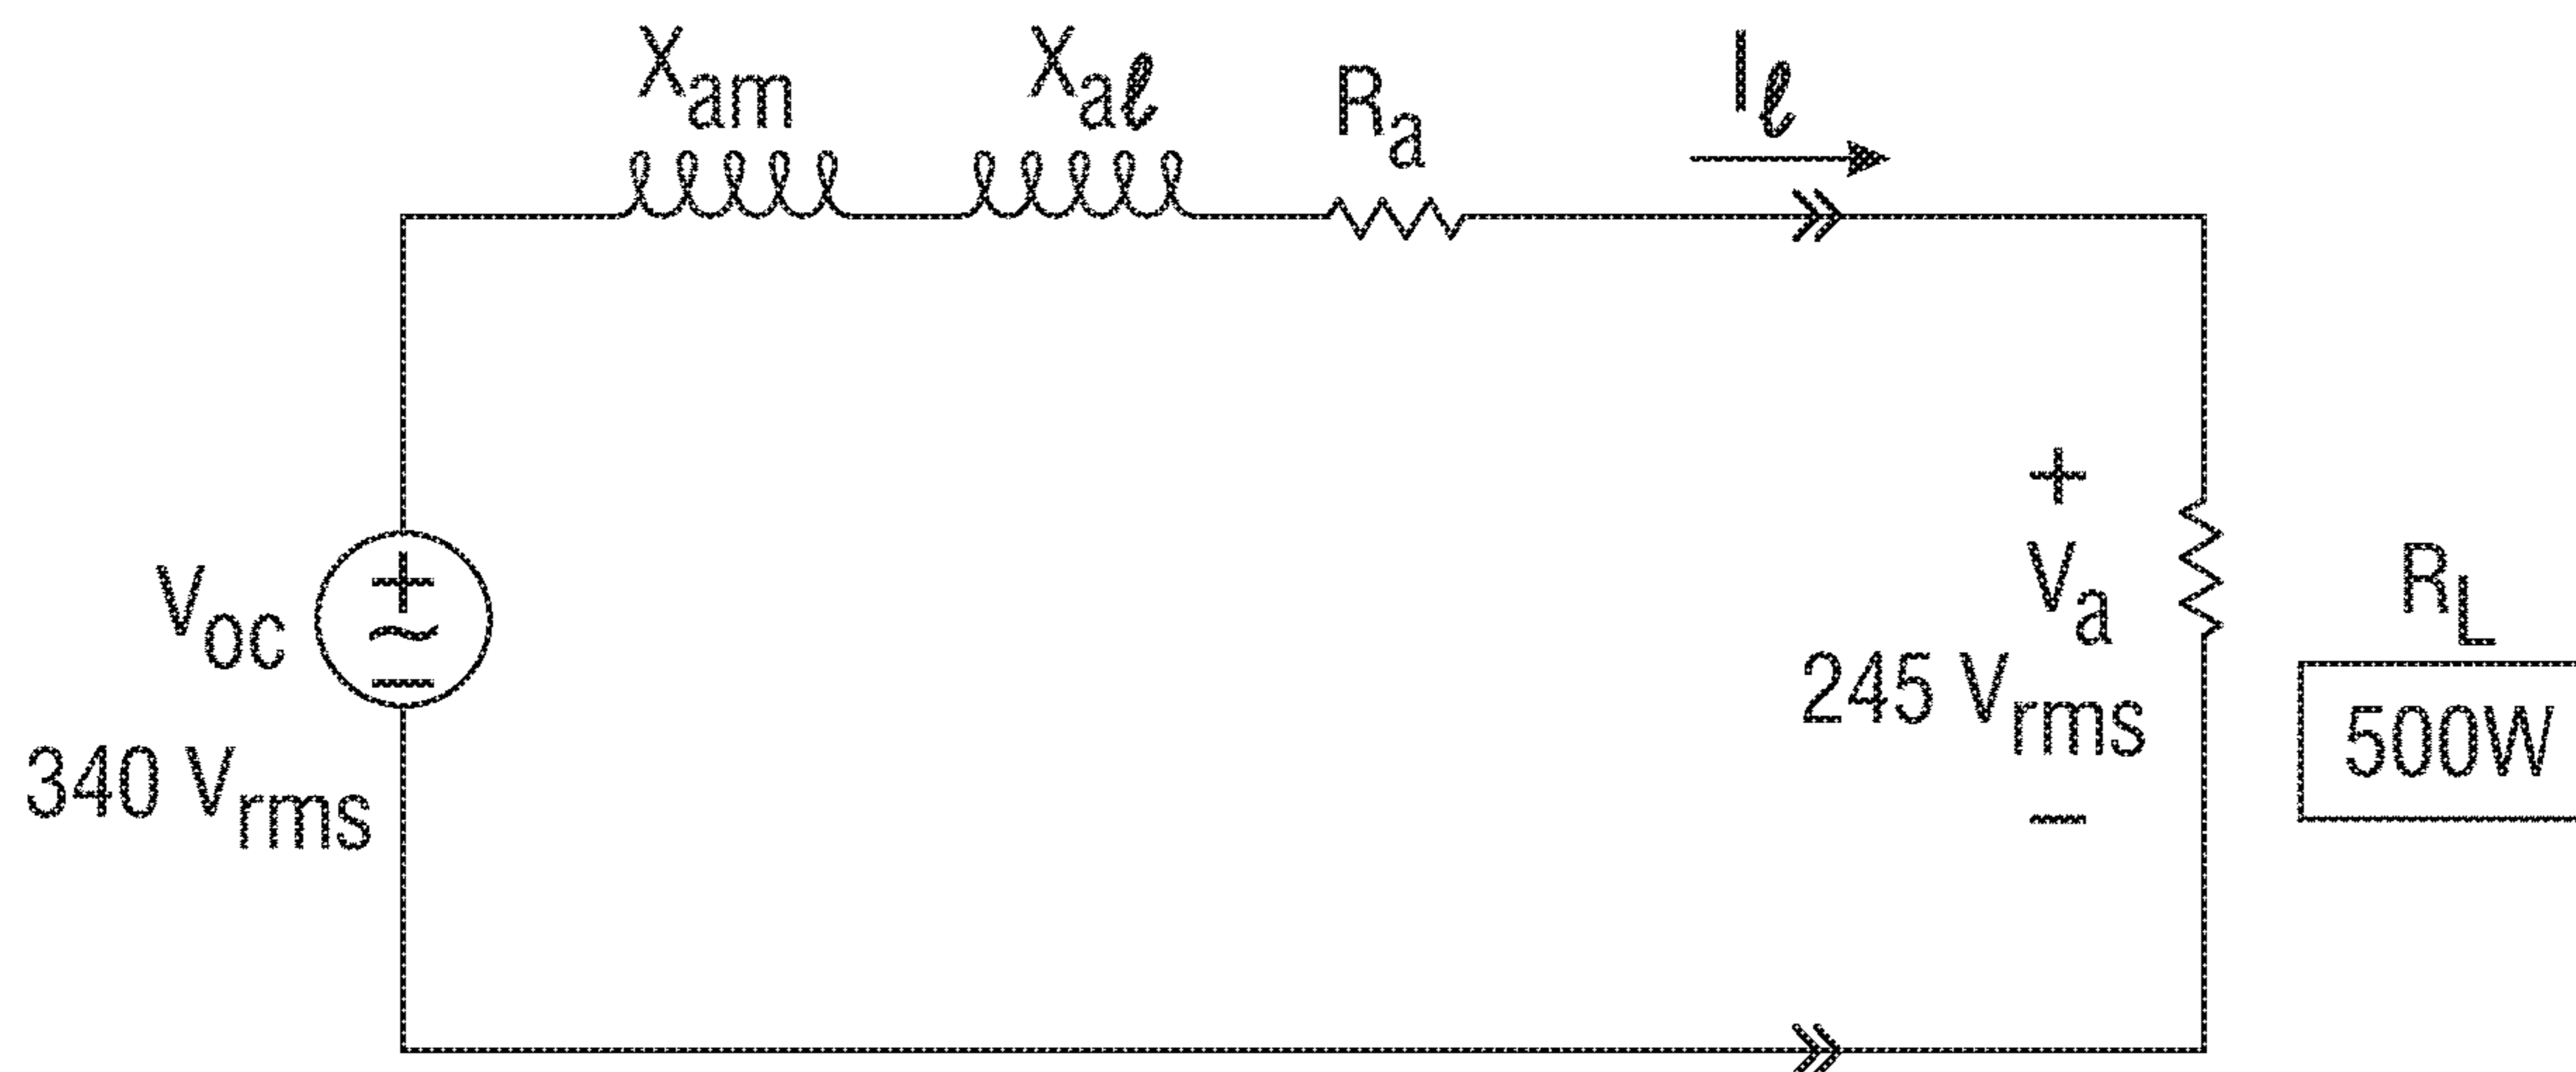 Xam
Xaℓ
Ra
Iℓ
+
~
−
Voc
340 Vrms
+
Va
245 Vrms
−
RL
500W